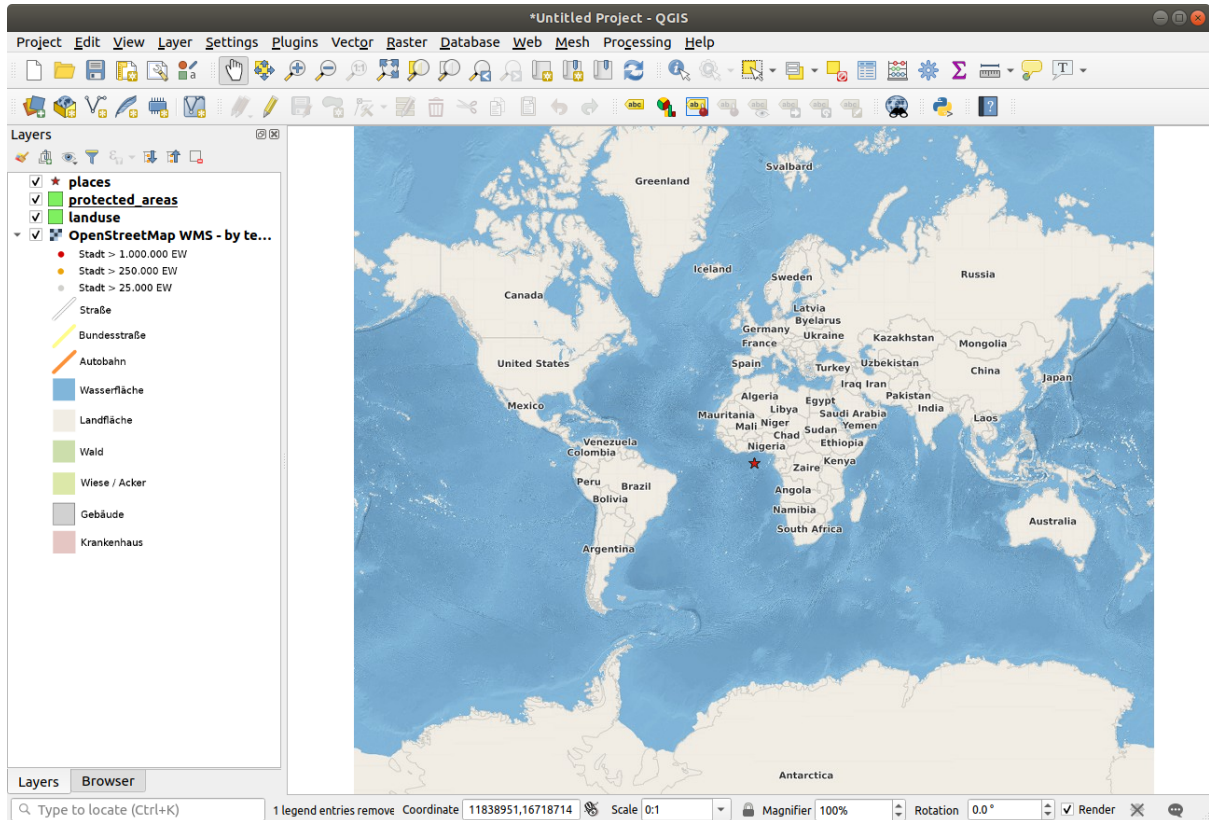 *Untitled Project - QGIS
Project Edit View Layer Settings Plugins Vector Raster Database Web Mesh Processing Help
abc
abc
T
Layers
places
protected_areas
landuse
OpenStreetMap WMS - by te...
Stadt > 1.000.000 EW
Stadt > 250.000 EW
Stadt > 25.000 EW
Straße
Bundesstraße
Autobahn
Wasserfläche
Landfläche
Wald
Wiese / Acker
Gebäude
Krankenhaus
Svalbard
Greenland
Iceland
Sweden
Russia
Canada
Latvia
Byelarus
Germany
Ukraine
France
Kazakhstan
Mongolia
United States
Spain
Turkey
Uzbekistan
China
Japan
Iraq Iran
Pakistan
Algeria
Egypt
Mexico
Mauritania
Libya
Saudi Arabia
India
Mali
Niger
Sudan
Yemen
Laos
Chad
Venezuela
Nigeria
Ethiopia
Colombia
Zaire
Kenya
Peru
Brazil
Angola
Bolivia
Namibia
South Africa
Australia
Argentina
Antarctica
Layers Browser
Type to locate (Ctrl+K) 1 legend entries remove Coordinate 11838951,16718714 Scale 0:1 Magnifier 100% Rotation 0.0 ° Render